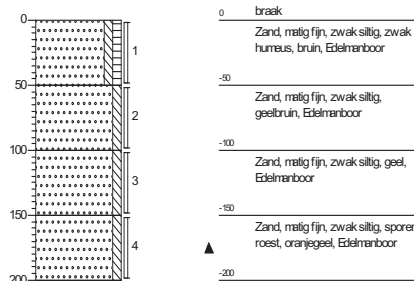 0
50
100
150
200
1
2
3
4
0
braak
Zand, matig fijn, zwak siltig, zwak
humeus, bruin, Edelmanboor
-50
Zand, matig fijn, zwak siltig,
geelbruin, Edelmanboor
-100
Zand, matig fijn, zwak siltig, geel,
Edelmanboor
-150
Zand, matig fijn, zwak siltig, sporen
roest, oranjegeel, Edelmanboor
-200